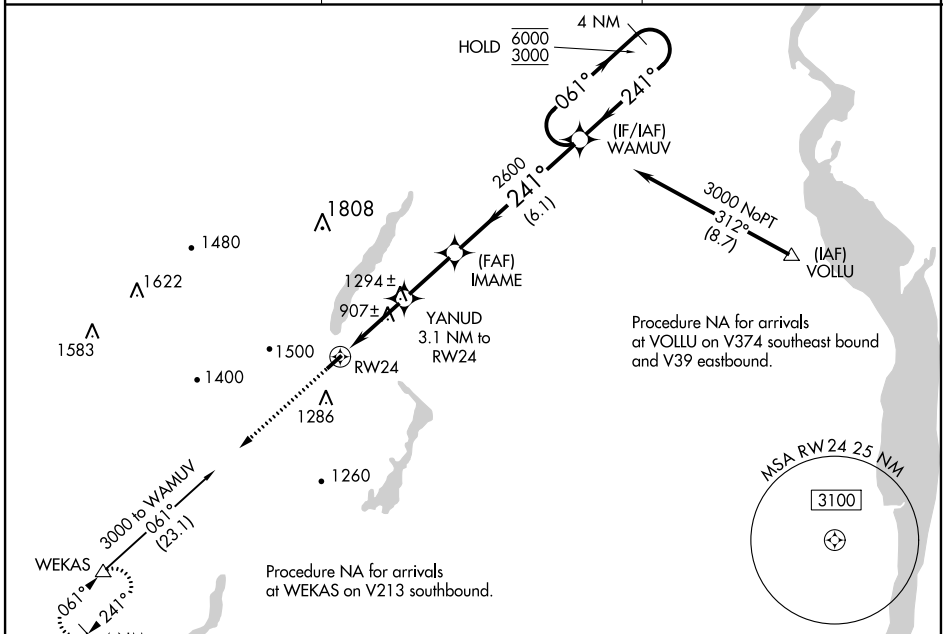 4 NM
HOLD
6000
3000
061°
241°
(IF/IAF)
WAMUV
2600
241°
(6.1)
3000 NoPT
312°
(8.7)
(IAF)
VOLLU
1808
1480
1622
1583
(FAF)
IMAME
1294±
907±
YANUD
3.1 NM to
RW24
RW24
1500
1400
1286
1260
Procedure NA for arrivals
at VOLLU on V374 southeast bound
and V39 eastbound.
MSA RW24 25 NM
3100
3000 to WAMUV
061°
(23.1)
WEKAS
061°
241°
Procedure NA for arrivals
at WEKAS on V213 southbound.